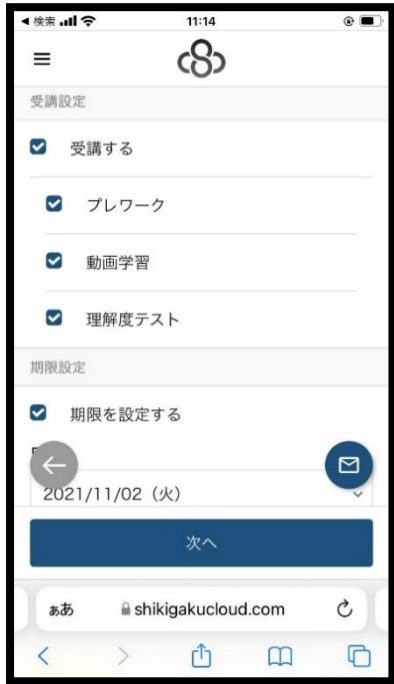 検索
11:14
受講設定
受講する
プレワーク
動画学習
理解度テスト
期限設定
期限を設定する
2021/11/02（火）
次へ
ぁあ shikigakucloud.com